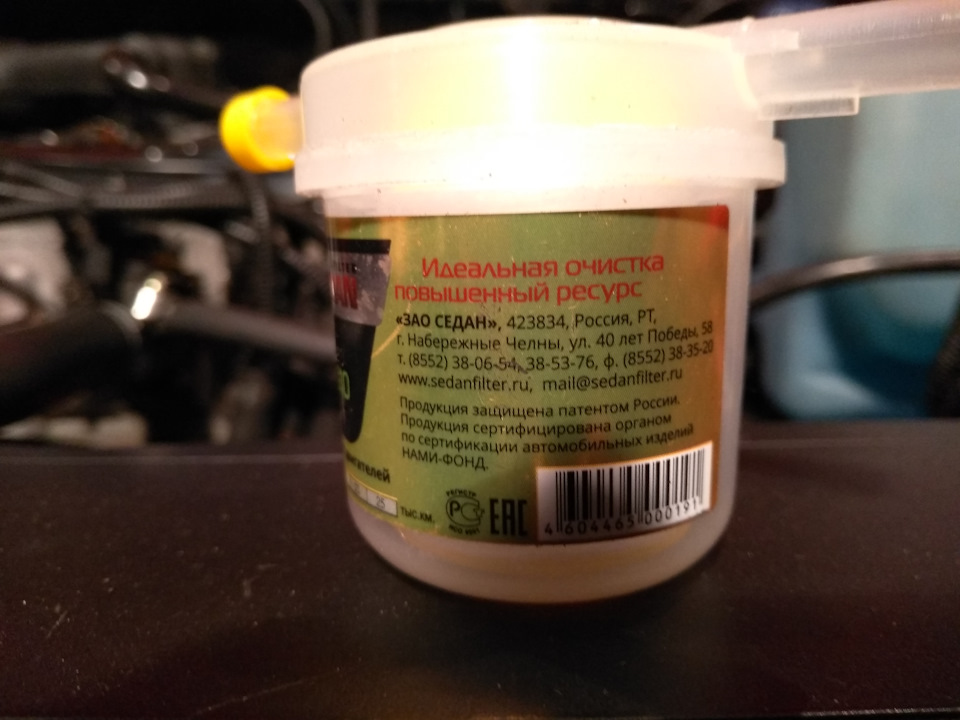 Идеальная очистка
повышенный ресурс
«ЗАО СЕДАН», 423834, Россия, РТ,
г. Набережные Челны, ул. 40 лет Победы, 58
т. (8552) 38-06-54, 38-53-76, ф. (8552) 38-35-20
www.sedanfilter.ru, mail@sedanfilter.ru
Продукция защищена патентом России.
Продукция сертифицирована органом
по сертификации автомобильных изделий
НАМИ-ФОНД.
25 тыс.км.
РЕГИСТР
РС
EAC
4 604465 000191